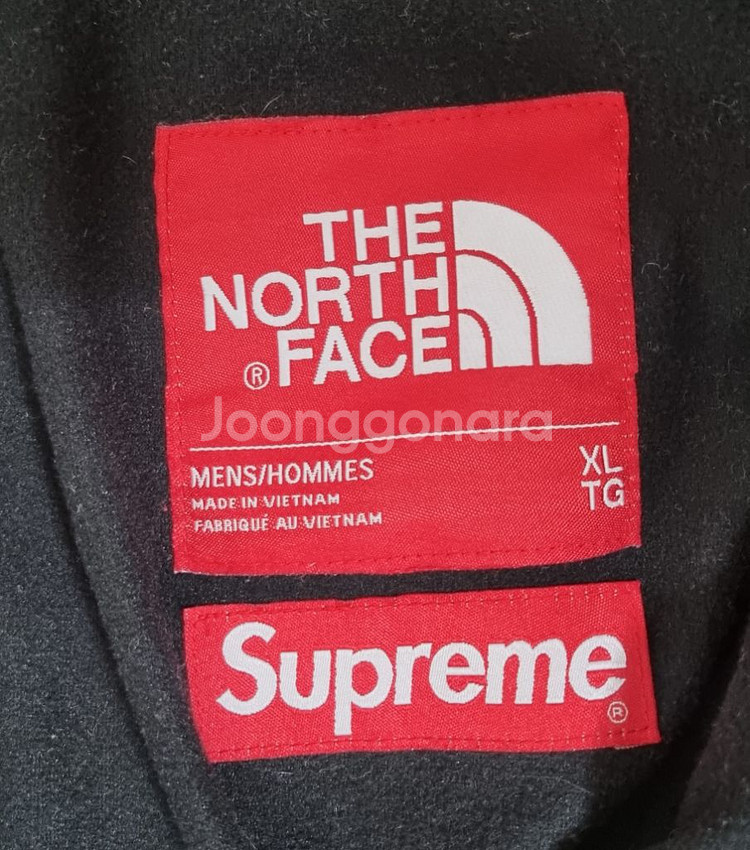 THE
NORTH
® FACE
Joonggonara
MENS/HOMMES XL
MADE IN VIETNAM TG
FABRIQUÉ AU VIETNAM
Supreme
®